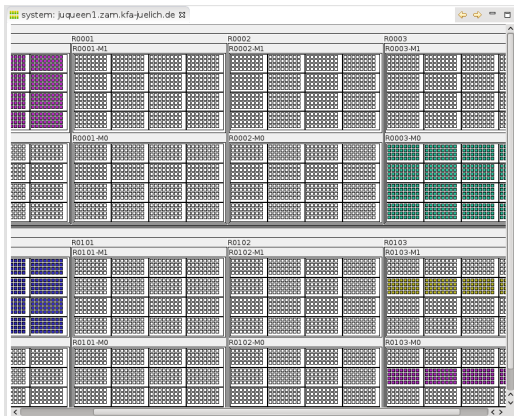 system: juqueen1.zam.kfa-juelich.de
R0001 R0002 R0003
R0001-M1 R0002-M1 R0003-M1
R0001-M0 R0002-M0 R0003-M0
R0101 R0102 R0103
R0101-M1 R0102-M1 R0103-M1
R0101-M0 R0102-M0 R0103-M0